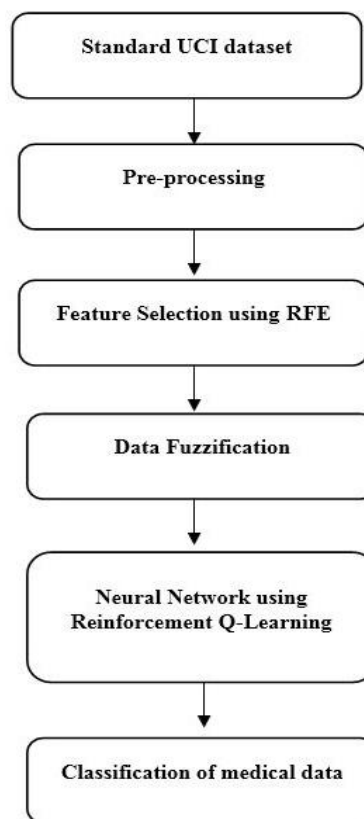 Standard UCI dataset
Pre-processing
Feature Selection using RFE
Data Fuzzification
Neural Network using
Reinforcement Q-Learning
Classification of medical data